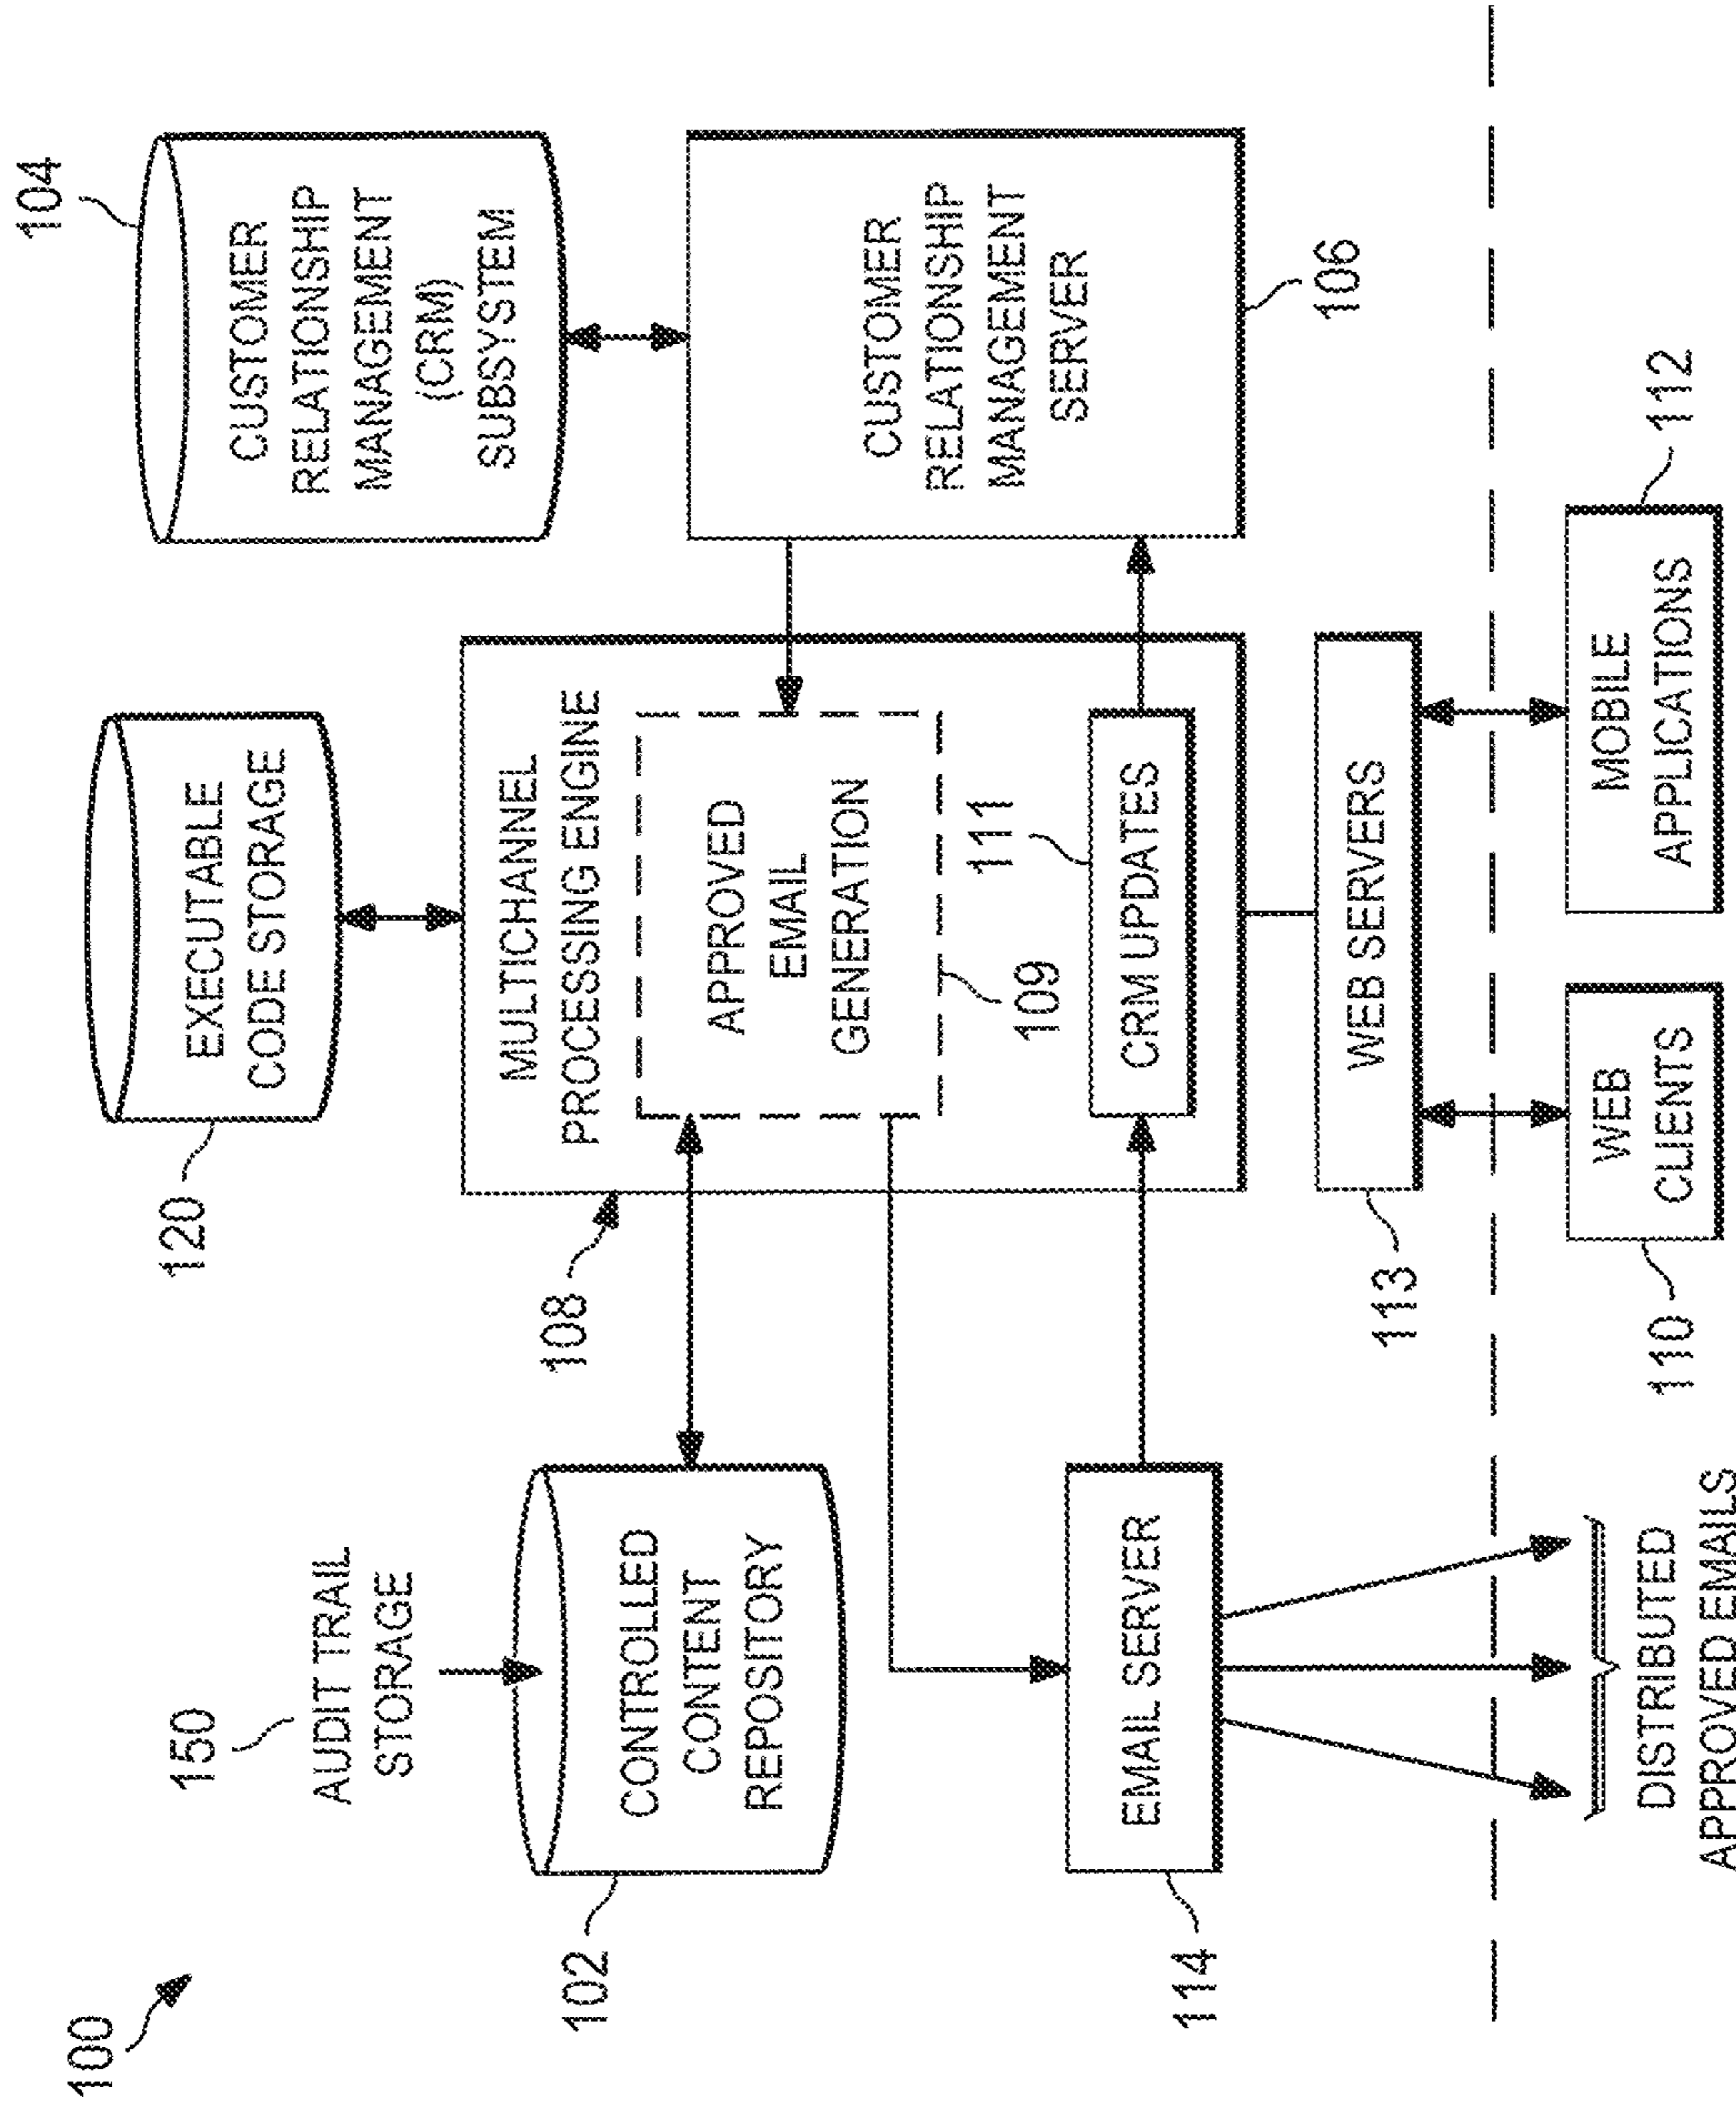 100
150
AUDIT TRAIL
STORAGE
CONTROLLED
CONTENT
REPOSITORY
102
EMAIL SERVER
114
DISTRIBUTED
APPROVED EMAILS
120
EXECUTABLE
CODE STORAGE
108
MULTICHANNEL
PROCESSING ENGINE
APPROVED
EMAIL
GENERATION
109
111
CRM UPDATES
WEB SERVERS
113
WEB
CLIENTS
110
MOBILE
APPLICATIONS
112
104
CUSTOMER
RELATIONSHIP
MANAGEMENT
(CRM)
SUBSYSTEM
CUSTOMER
RELATIONSHIP
MANAGEMENT
SERVER
106